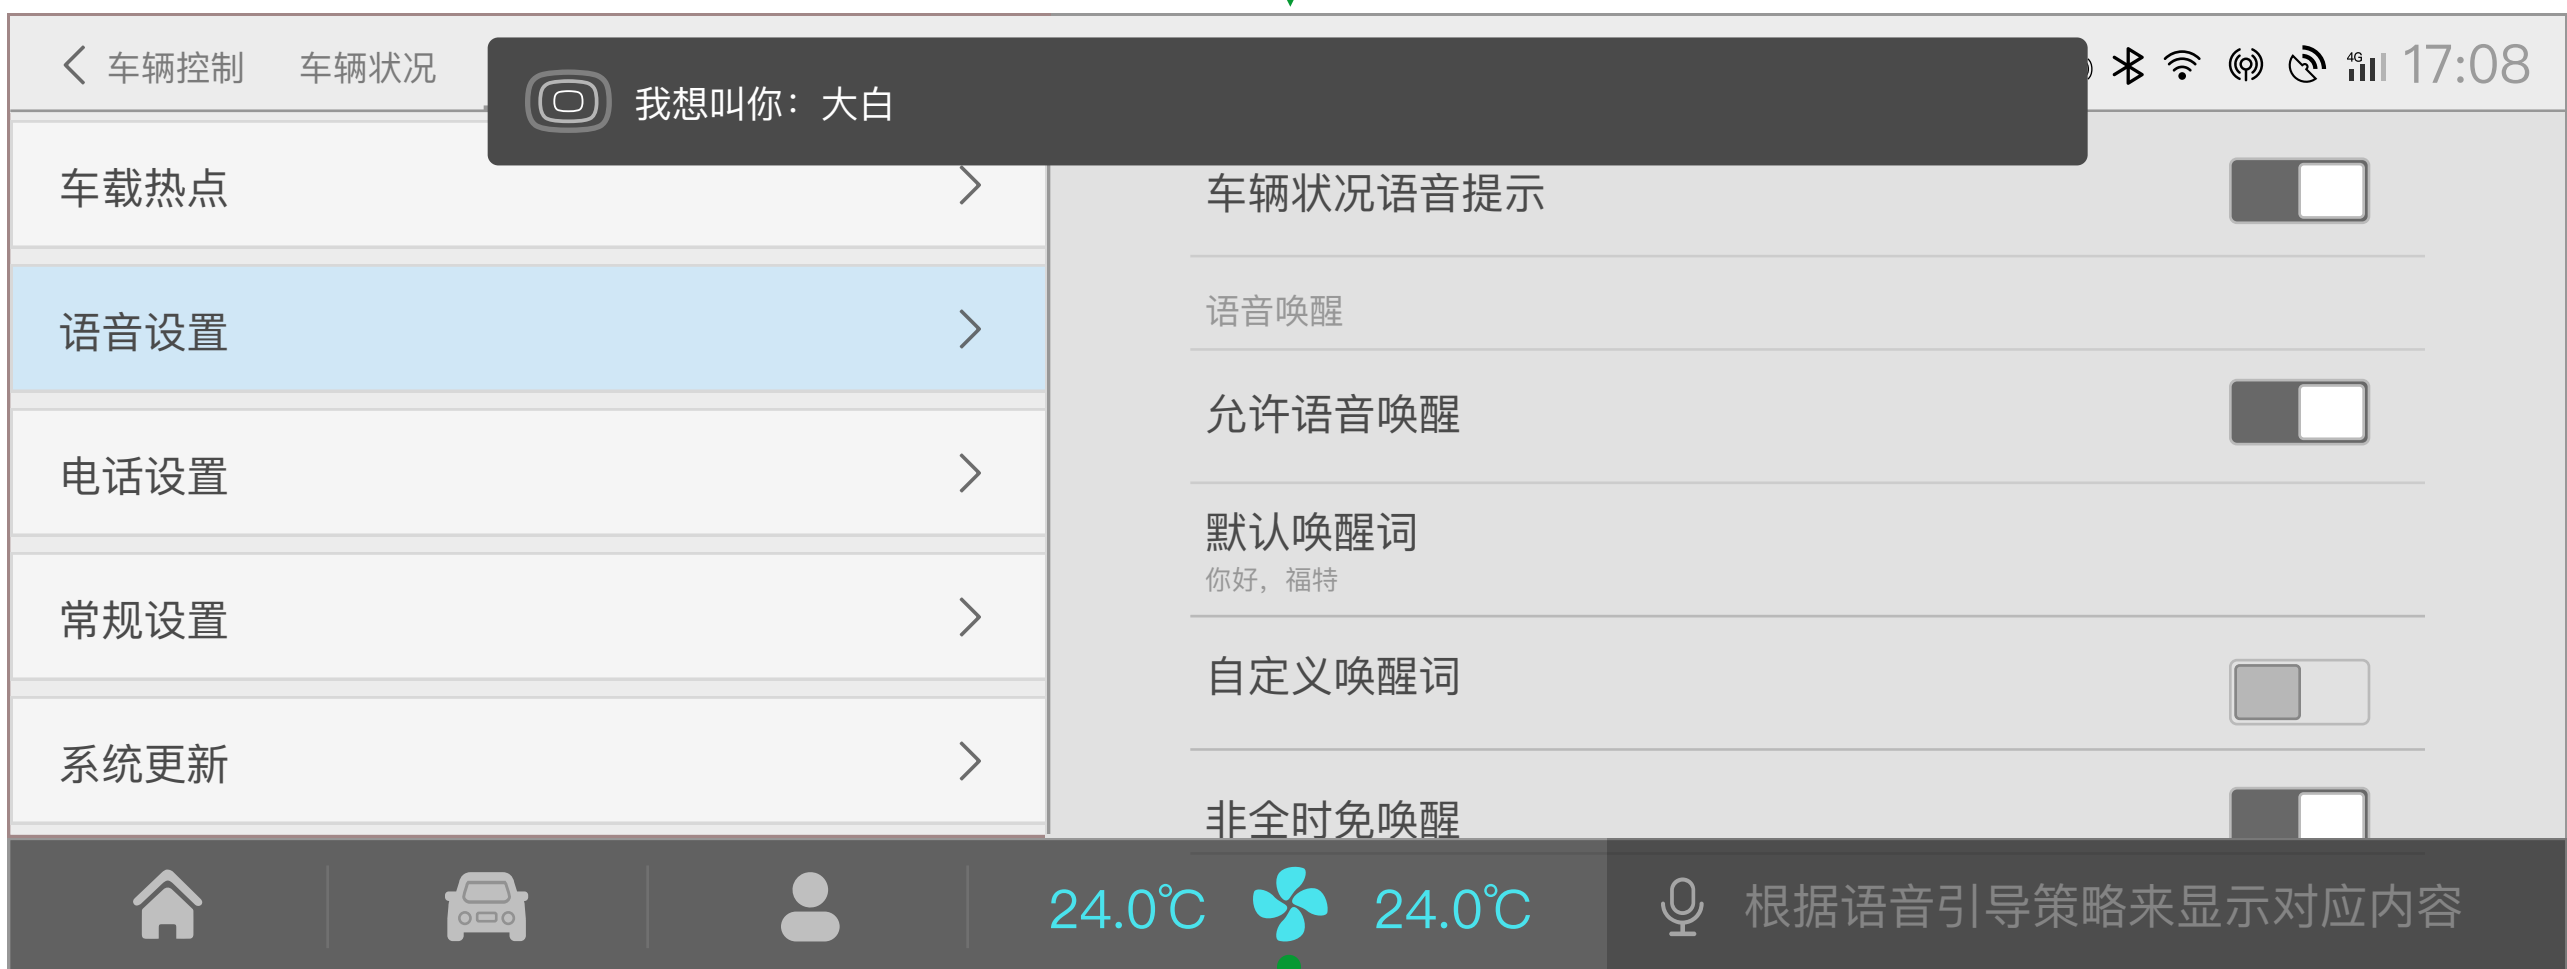 车辆控制 车辆状况
我想叫你：大白
4G 17:08
车载热点
语音设置
电话设置
常规设置
系统更新
车辆状况语音提示
语音唤醒
允许语音唤醒
默认唤醒词
你好，福特
自定义唤醒词
非全时免唤醒
24.0℃ 24.0℃
根据语音引导策略来显示对应内容